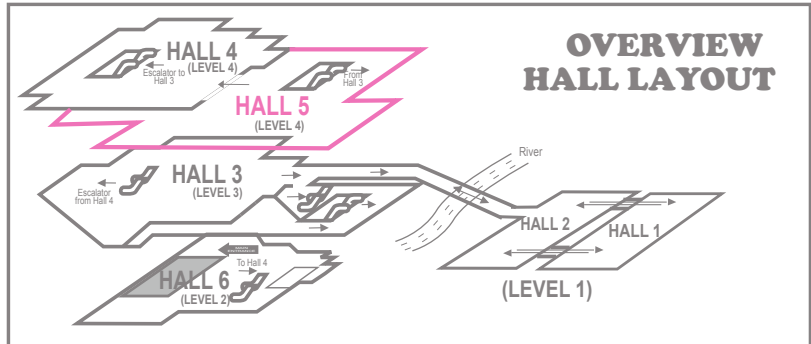 OVERVIEW
HALL LAYOUT
HALL 4
(LEVEL 4)
Escalator to
Hall 3
From
Hall 3
HALL 5
(LEVEL 4)
HALL 3
(LEVEL 3)
Escalator
from Hall 4
River
HALL 2
HALL 1
(LEVEL 1)
To Hall 4
HALL 6
(LEVEL 2)